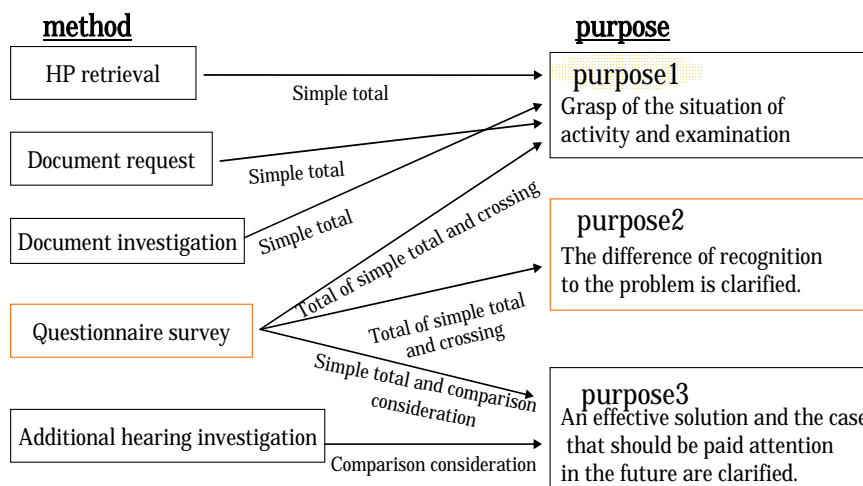 method
purpose
HP retrieval
Simple total
purpose1
Grasp of the situation of
activity and examination
Document request
Simple total
Document investigation
Simple total
Total of simple total and crossing
purpose2
The difference of recognition
to the problem is clarified.
Questionnaire survey
Total of simple total
and crossing
Simple total and comparison
consideration
purpose3
An effective solution and the case
that should be paid attention
in the future are clarified.
Additional hearing investigation
Comparison consideration